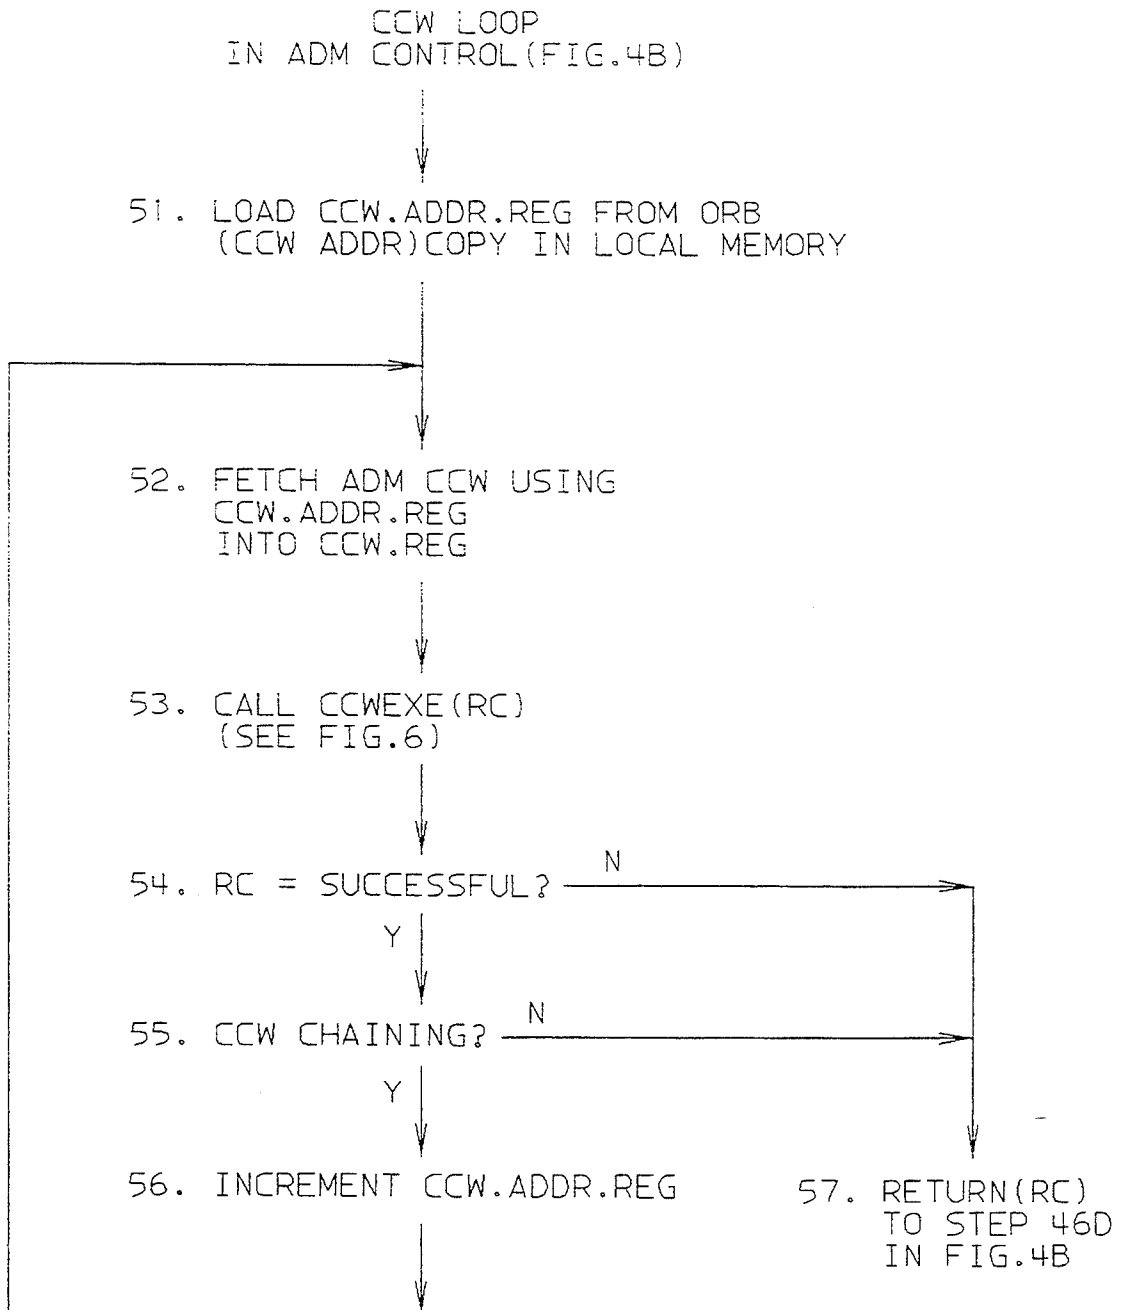 CCW LOOP
IN ADM CONTROL(FIG.4B)
51. LOAD CCW.ADDR.REG FROM ORB
(CCW ADDR)COPY IN LOCAL MEMORY
52. FETCH ADM CCW USING
CCW.ADDR.REG
INTO CCW.REG
53. CALL CCWEXE(RC)
(SEE FIG.6)
54. RC = SUCCESSFUL?
N
Y
55. CCW CHAINING?
N
Y
56. INCREMENT CCW.ADDR.REG
57. RETURN(RC)
TO STEP 46D
IN FIG.4B